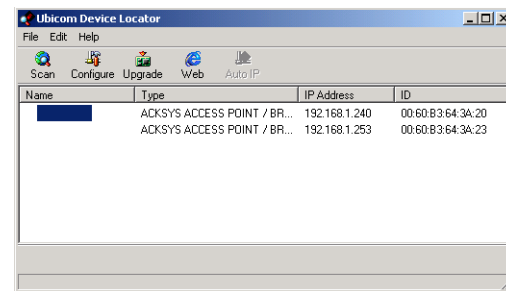 Ubicom Device Locator
File Edit Help
Scan Configure Upgrade Web Auto IP
Name Type IP Address ID
ACKSYS ACCESS POINT / BR... 192.168.1.240 00:60:B3:64:3A:20
ACKSYS ACCESS POINT / BR... 192.168.1.253 00:60:B3:64:3A:23